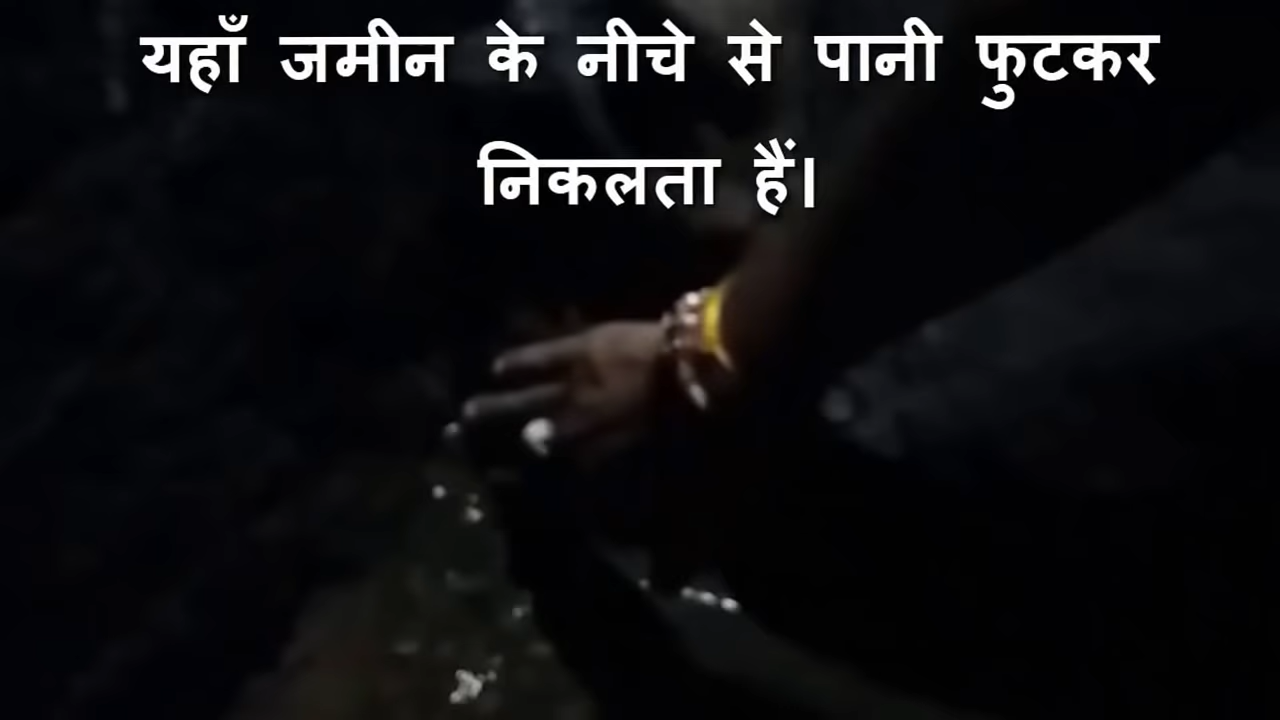 यहाँ जमीन के नीचे से पानी फुटकर
निकलता हैं।